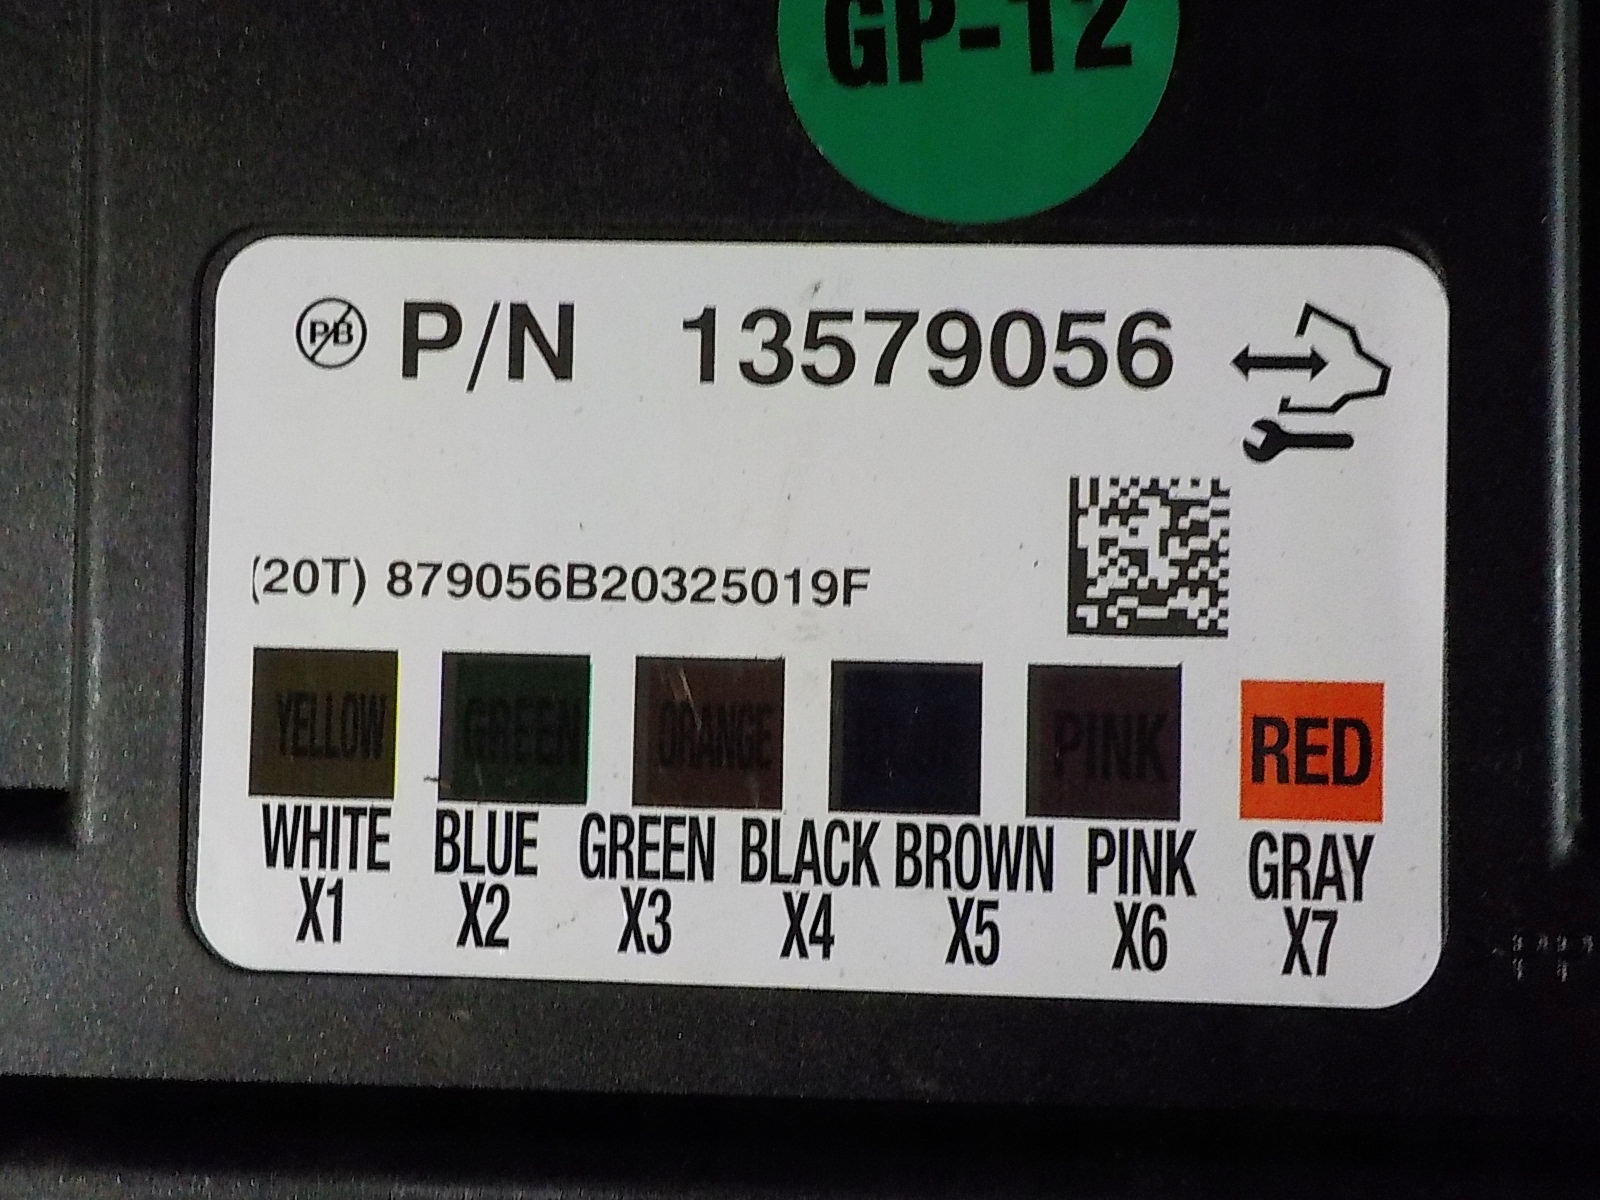 GP-12
PB P/N 13579056
(20T) 879056B20325019F
YELLOW GREEN ORANGE PINK RED
WHITE BLUE GREEN BLACK BROWN PINK GRAY
X1 X2 X3 X4 X5 X6 X7